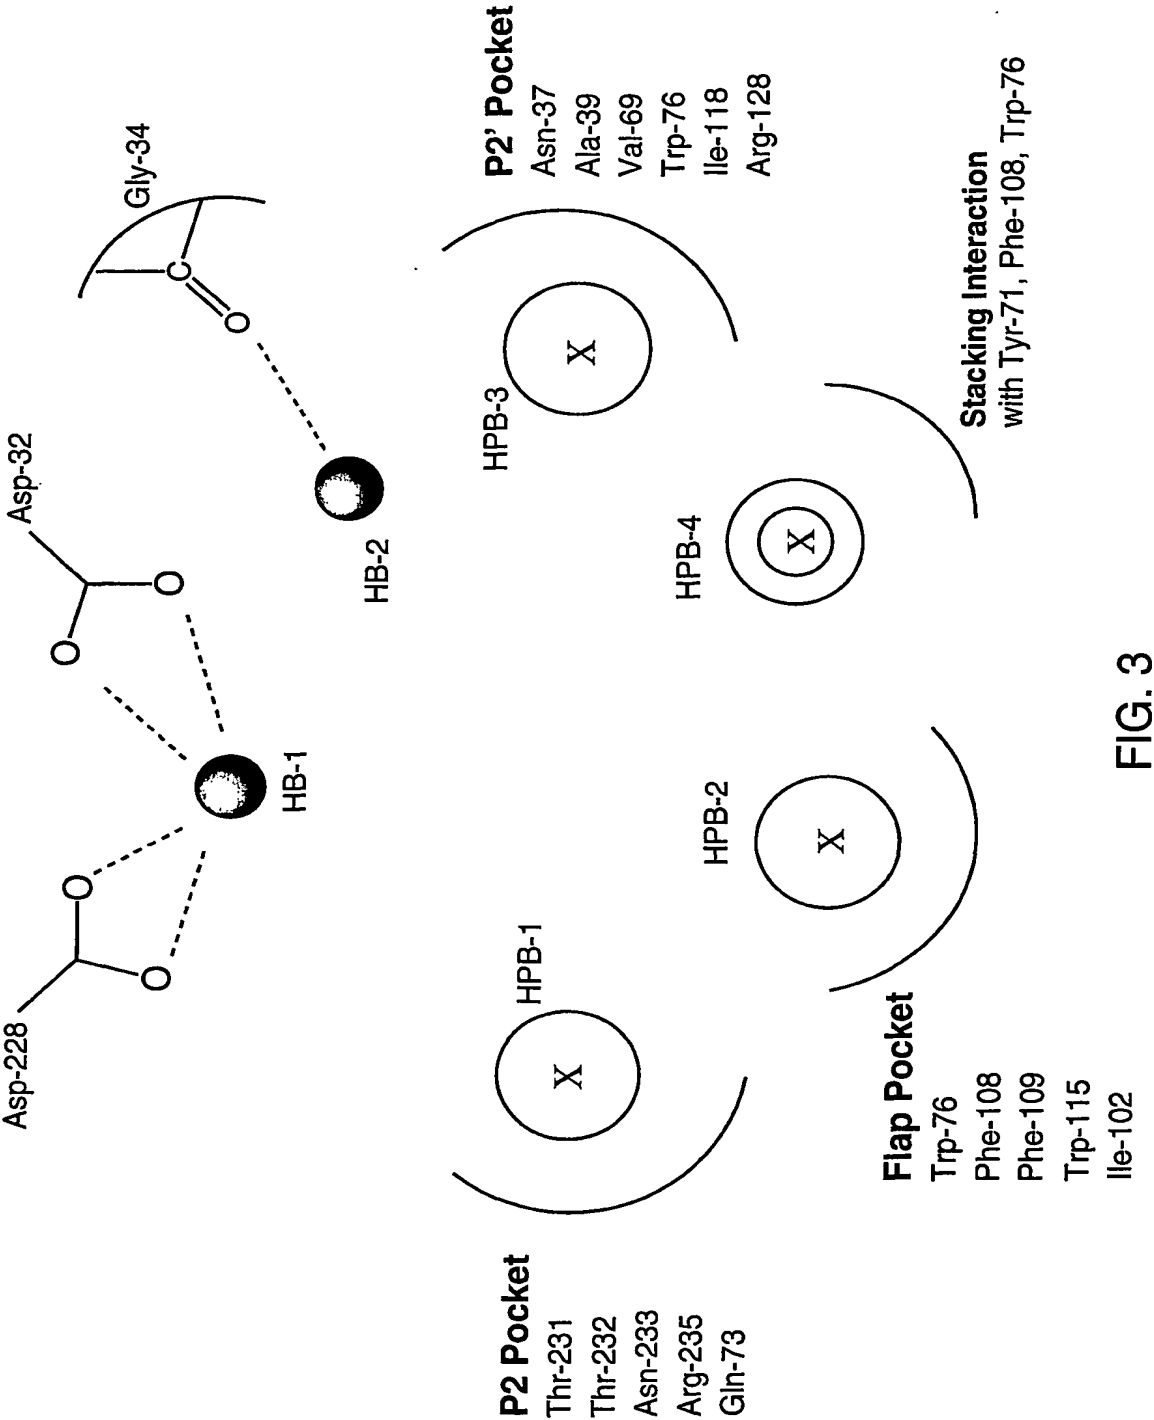 Asp-228
O
O
HB-1
Asp-32
O
O
HB-2
Gly-34
C
O
P2 Pocket
Thr-231
Thr-232
Asn-233
Arg-235
Gln-73
HPB-1
X
Flap Pocket
Trp-76
Phe-108
Phe-109
Trp-115
Ile-102
HPB-2
X
HPB-4
X
Stacking Interaction
with Tyr-71, Phe-108, Trp-76
HPB-3
X
P2' Pocket
Asn-37
Ala-39
Val-69
Trp-76
Ile-118
Arg-128
FIG. 3